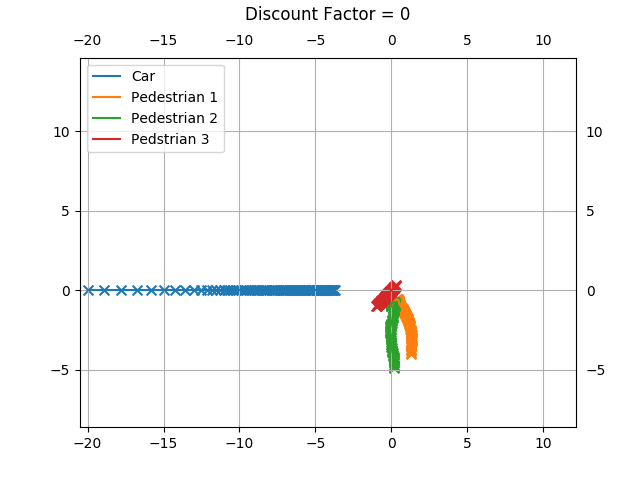 Discount Factor = 0
−20 −15 −10 −5 0 5 10
Car
Pedestrian 1
Pedestrian 2
Pedstrian 3
10 10
5 5
0 0
−5 −5
−20 −15 −10 −5 0 5 10